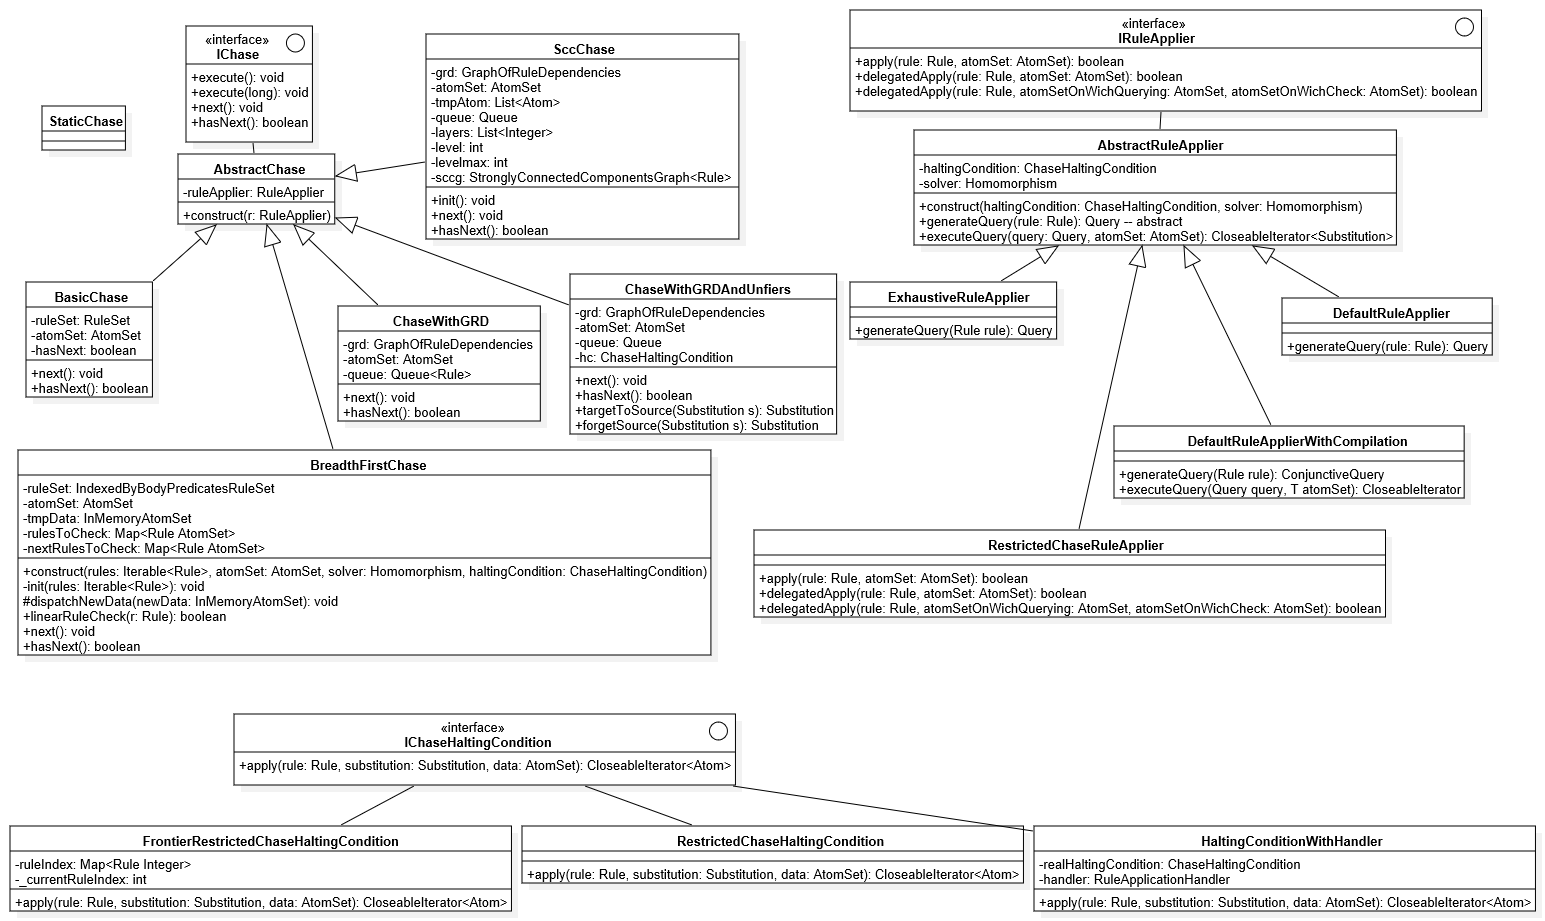 StaticChase
«interface»
IChase
+execute(): void
+execute(long): void
+next(): void
+hasNext(): boolean
AbstractChase
-ruleApplier: RuleApplier
+construct(r: RuleApplier)
SccChase
-grd: GraphOfRuleDependencies
-atomSet: AtomSet
-tmpAtom: List<Atom>
-queue: Queue
-layers: List<Integer>
-level: int
-levelmax: int
-sccg: StronglyConnectedComponentsGraph<Rule>
+init(): void
+next(): void
+hasNext(): boolean
BasicChase
-ruleSet: RuleSet
-atomSet: AtomSet
-hasNext: boolean
+next(): void
+hasNext(): boolean
ChaseWithGRD
-grd: GraphOfRuleDependencies
-atomSet: AtomSet
-queue: Queue<Rule>
+next(): void
+hasNext(): boolean
ChaseWithGRDAndUnfiers
-grd: GraphOfRuleDependencies
-atomSet: AtomSet
-queue: Queue
-hc: ChaseHaltingCondition
+next(): void
+hasNext(): boolean
+targetToSource(Substitution s): Substitution
+forgetSource(Substitution s): Substitution
BreadthFirstChase
-ruleSet: IndexedByBodyPredicatesRuleSet
-atomSet: AtomSet
-tmpData: InMemoryAtomSet
-rulesToCheck: Map<Rule AtomSet>
-nextRulesToCheck: Map<Rule AtomSet>
+construct(rules: Iterable<Rule>, atomSet: AtomSet, solver: Homomorphism, haltingCondition: ChaseHaltingCondition)
-init(rules: Iterable<Rule>): void
#dispatchNewData(newData: InMemoryAtomSet): void
+linearRuleCheck(r: Rule): boolean
+next(): void
+hasNext(): boolean
«interface»
IRuleApplier
+apply(rule: Rule, atomSet: AtomSet): boolean
+delegatedApply(rule: Rule, atomSet: AtomSet): boolean
+delegatedApply(rule: Rule, atomSetOnWichQuerying: AtomSet, atomSetOnWichCheck: AtomSet): boolean
AbstractRuleApplier
-haltingCondition: ChaseHaltingCondition
-solver: Homomorphism
+construct(haltingCondition: ChaseHaltingCondition, solver: Homomorphism)
+generateQuery(rule: Rule): Query -- abstract
+executeQuery(query: Query, atomSet: AtomSet): CloseableIterator<Substitution>
ExhaustiveRuleApplier
+generateQuery(Rule rule): Query
DefaultRuleApplier
+generateQuery(rule: Rule): Query
DefaultRuleApplierWithCompilation
+generateQuery(Rule rule): ConjunctiveQuery
+executeQuery(Query query, T atomSet): CloseableIterator
RestrictedChaseRuleApplier
+apply(rule: Rule, atomSet: AtomSet): boolean
+delegatedApply(rule: Rule, atomSet: AtomSet): boolean
+delegatedApply(rule: Rule, atomSetOnWichQuerying: AtomSet, atomSetOnWichCheck: AtomSet): boolean
«interface»
IChaseHaltingCondition
+apply(rule: Rule, substitution: Substitution, data: AtomSet): CloseableIterator<Atom>
FrontierRestrictedChaseHaltingCondition
-ruleIndex: Map<Rule Integer>
-_currentRuleIndex: int
+apply(rule: Rule, substitution: Substitution, data: AtomSet): CloseableIterator<Atom>
RestrictedChaseHaltingCondition
+apply(rule: Rule, substitution: Substitution, data: AtomSet): CloseableIterator<Atom>
HaltingConditionWithHandler
-realHaltingCondition: ChaseHaltingCondition
-handler: RuleApplicationHandler
+apply(rule: Rule, substitution: Substitution, data: AtomSet): CloseableIterator<Atom>